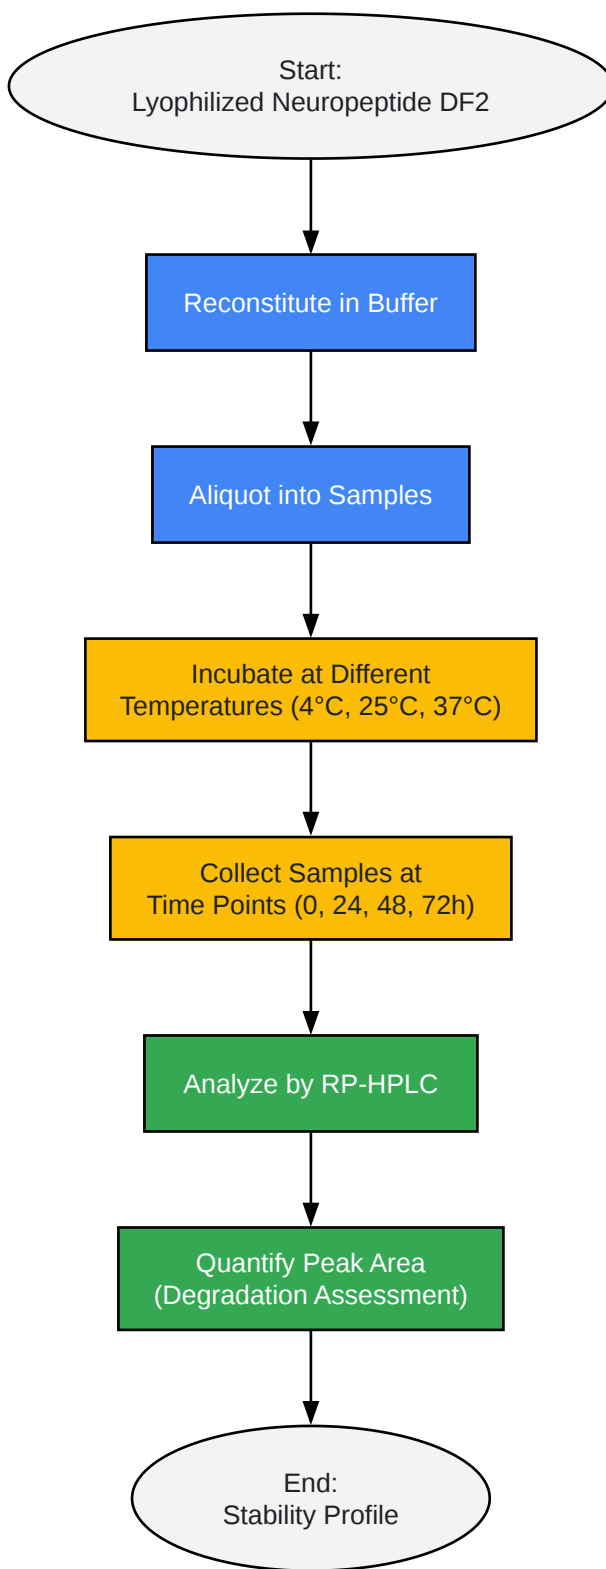 Start:
Lyophilized Neuropeptide DF2
Reconstitute in Buffer
Aliquot into Samples
Incubate at Different
Temperatures (4°C, 25°C, 37°C)
Collect Samples at
Time Points (0, 24, 48, 72h)
Analyze by RP-HPLC
Quantify Peak Area
(Degradation Assessment)
End:
Stability Profile